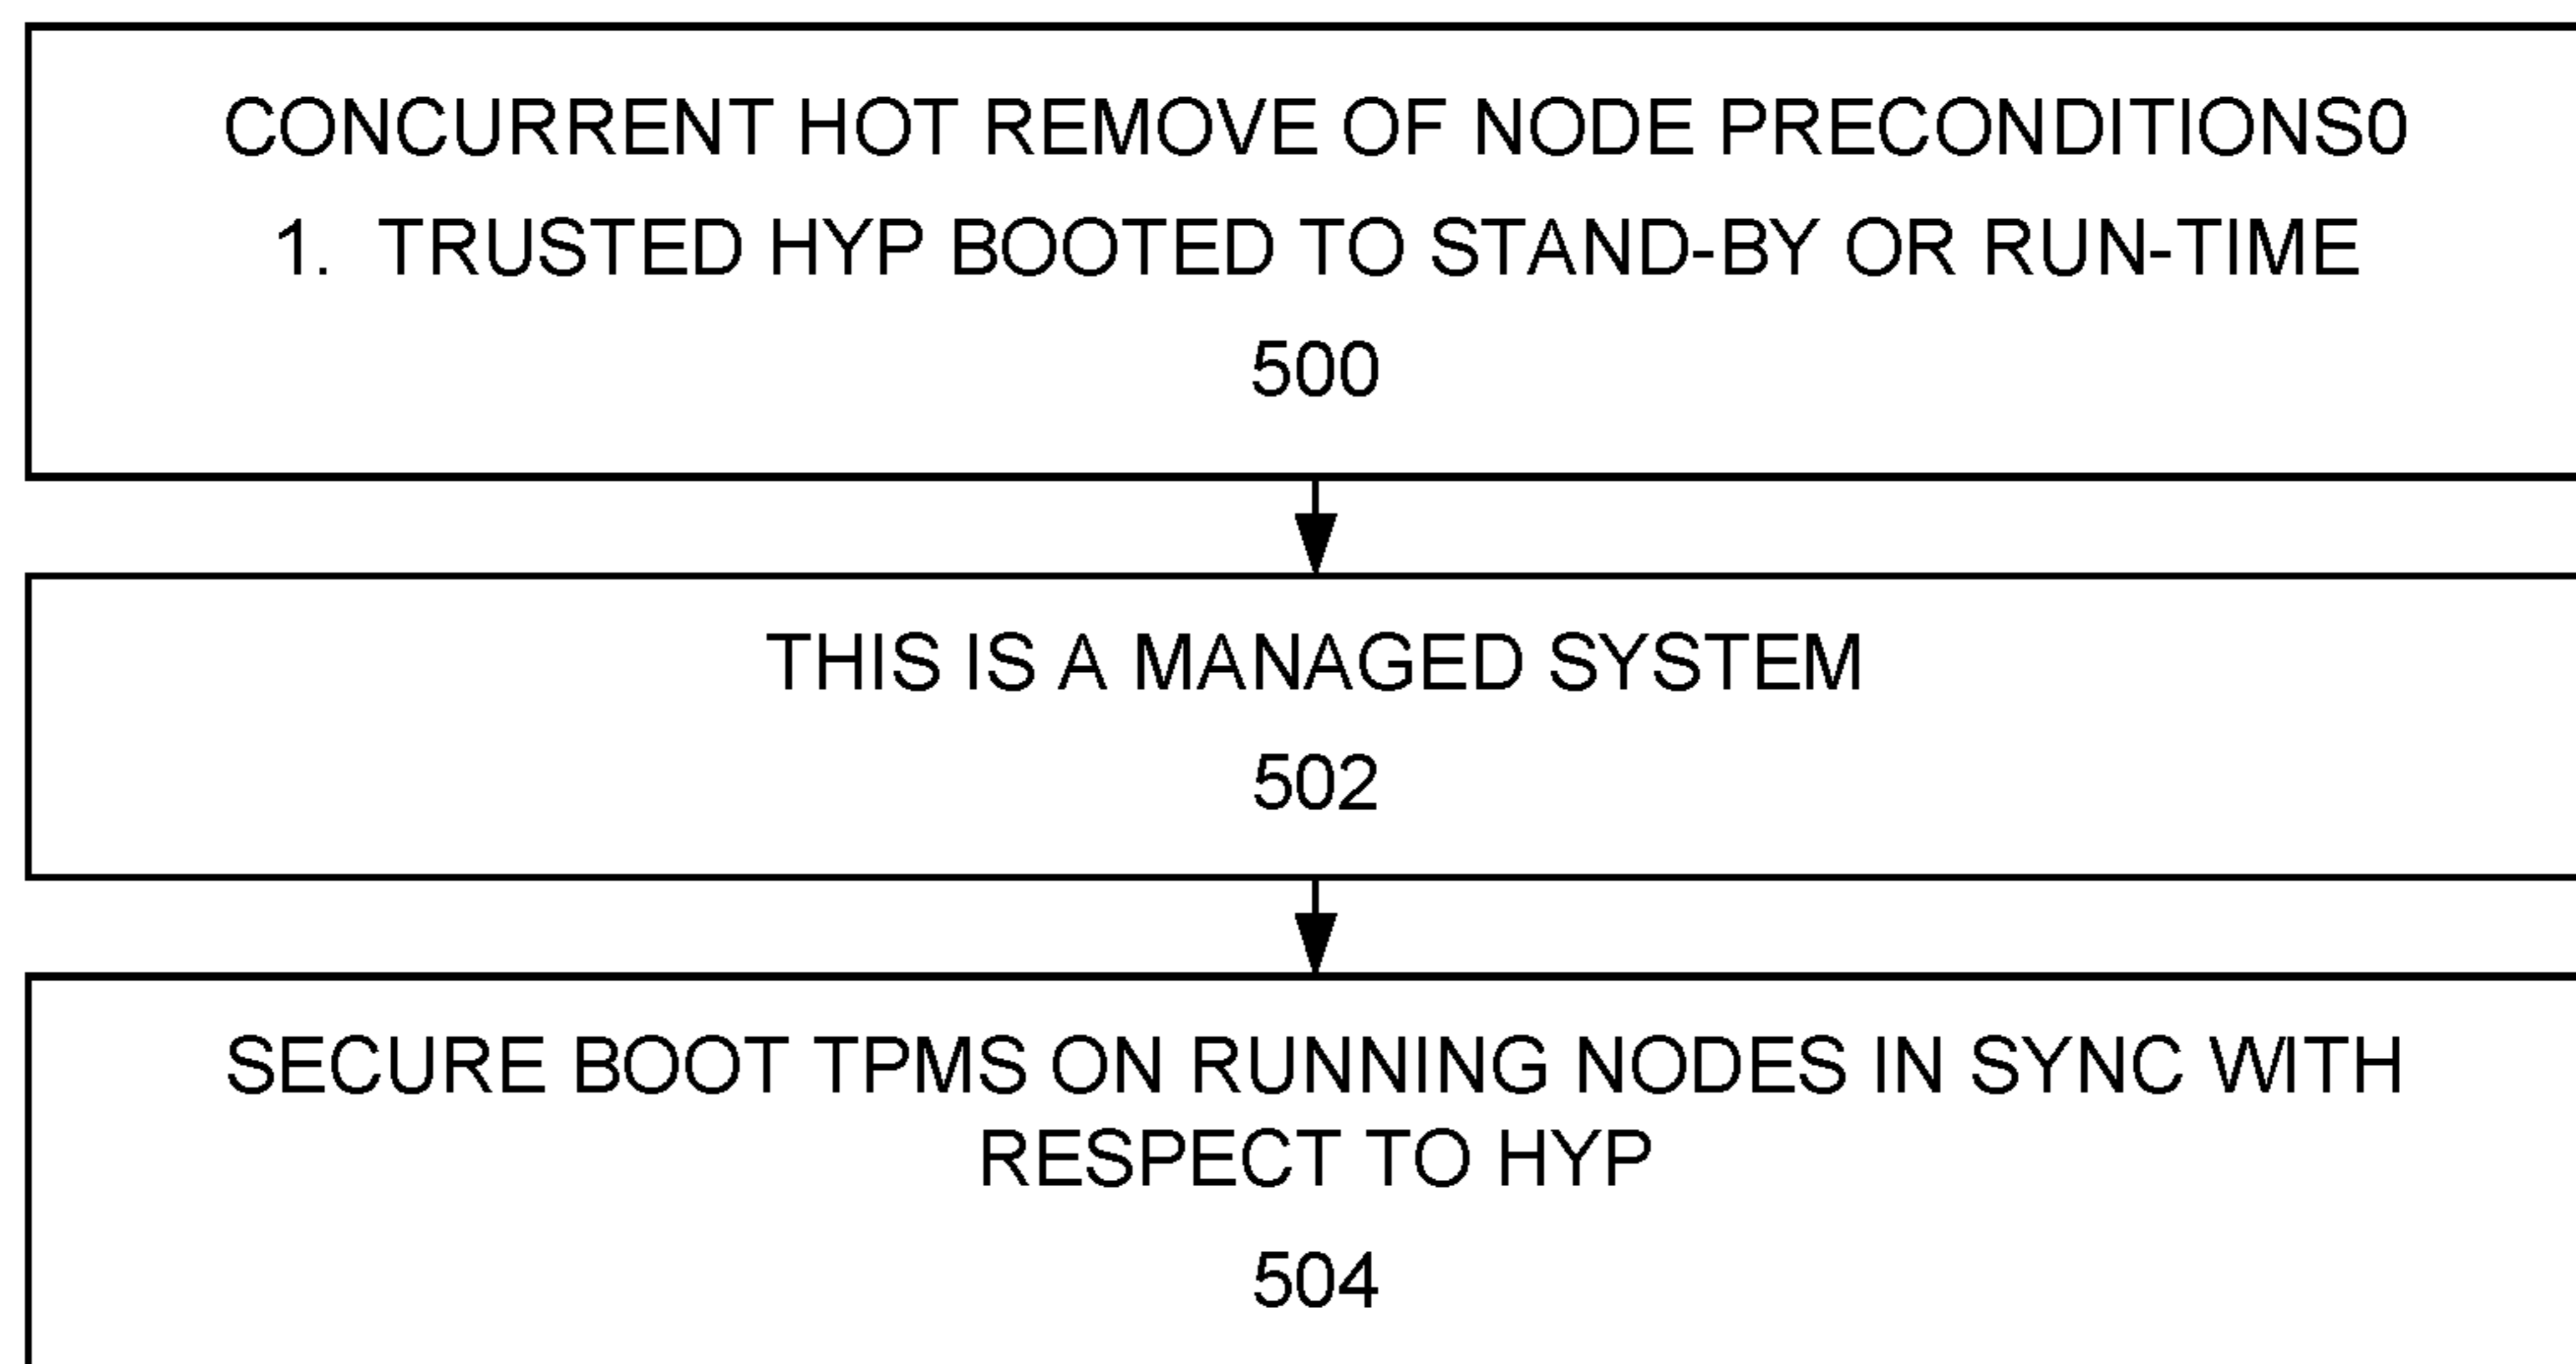 CONCURRENT HOT REMOVE OF NODE PRECONDITIONS0
1. TRUSTED HYP BOOTED TO STAND-BY OR RUN-TIME
500
THIS IS A MANAGED SYSTEM
502
SECURE BOOT TPMS ON RUNNING NODES IN SYNC WITH
RESPECT TO HYP
504